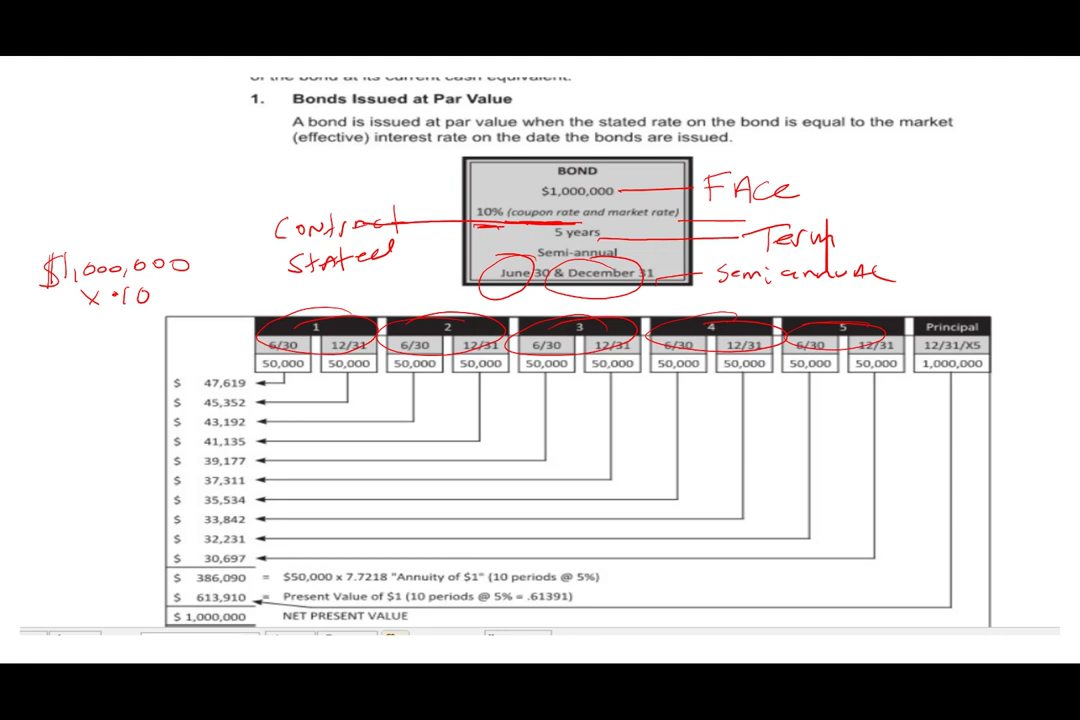 of the bond at its current cash equivalent.
1. Bonds Issued at Par Value
A bond is issued at par value when the stated rate on the bond is equal to the market
(effective) interest rate on the date the bonds are issued.
BOND
$1,000,000
FACe
10% (coupon rate and market rate)
Contract
Stated
5 years
Term
Semi-annual
June 30 & December 31
Semi annual
$1,000,000
x .10
1 2 3 4 5 Principal
6/30 12/31 6/30 12/31 6/30 12/31 6/30 12/31 6/30 12/31 12/31/X5
50,000 50,000 50,000 50,000 50,000 50,000 50,000 50,000 50,000 50,000 1,000,000
$ 47,619
$ 45,352
$ 43,192
$ 41,135
$ 39,177
$ 37,311
$ 35,534
$ 33,842
$ 32,231
$ 30,697
$ 386,090 = $50,000 x 7.7218 "Annuity of $1" (10 periods @ 5%)
$ 613,910 = Present Value of $1 (10 periods @ 5% = .61391)
$ 1,000,000 NET PRESENT VALUE